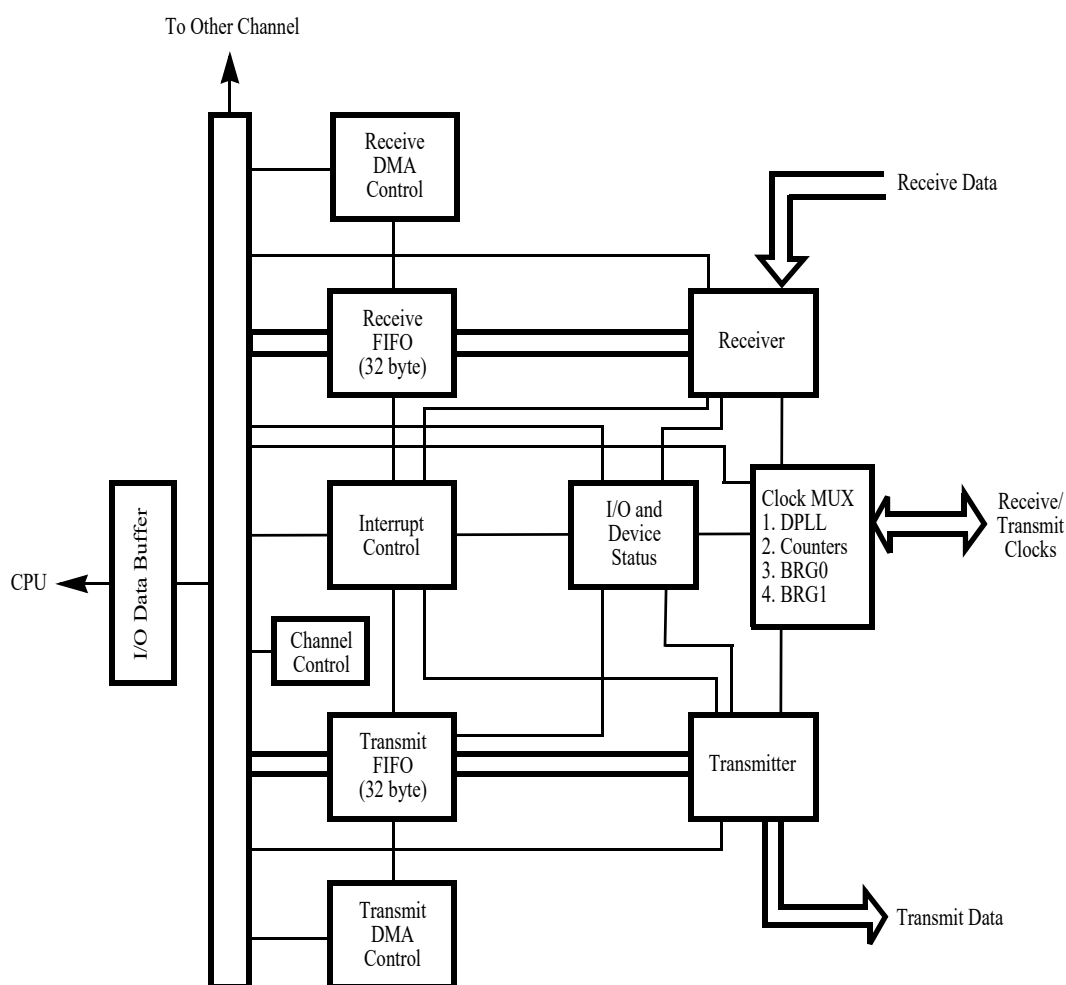 To Other Channel
Receive
DMA
Control
Receive Data
Receive
FIFO
(32 byte)
Receiver
Interrupt
Control
I/O and
Device
Status
Clock MUX
1. DPLL
2. Counters
3. BRG0
4. BRG1
Receive/
Transmit
Clocks
CPU
I/O Data Buffer
Channel
Control
Transmit
FIFO
(32 byte)
Transmitter
Transmit
DMA
Control
Transmit Data